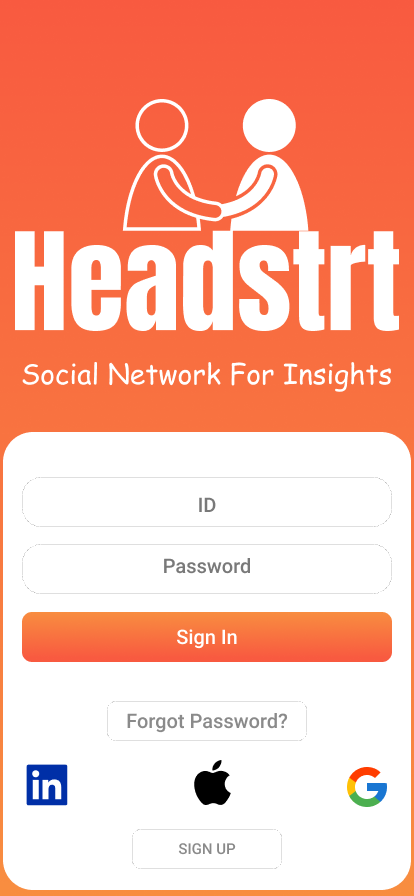 Headstrt
Social Network For Insights
ID
Password
Sign In
Forgot Password?
in
SIGN UP